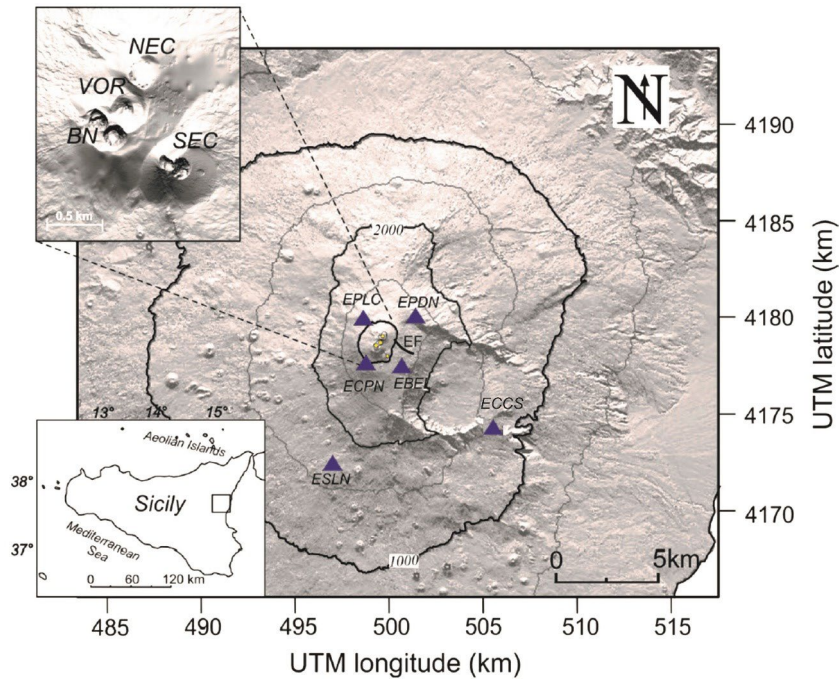 NEC
VOR
BN
SEC
0.5 km
N
4190
4185
4180
4175
4170
UTM latitude (km)
2000
EPLC
EPDN
EF
ECPN
EBEL
ECCS
ESLN
1000
0 5km
13° 14° 15°
Aeolian Islands
38°
Sicily
37°
Mediterranean
Sea
0 60 120 km
485 490 495 500 505 510 515
UTM longitude (km)